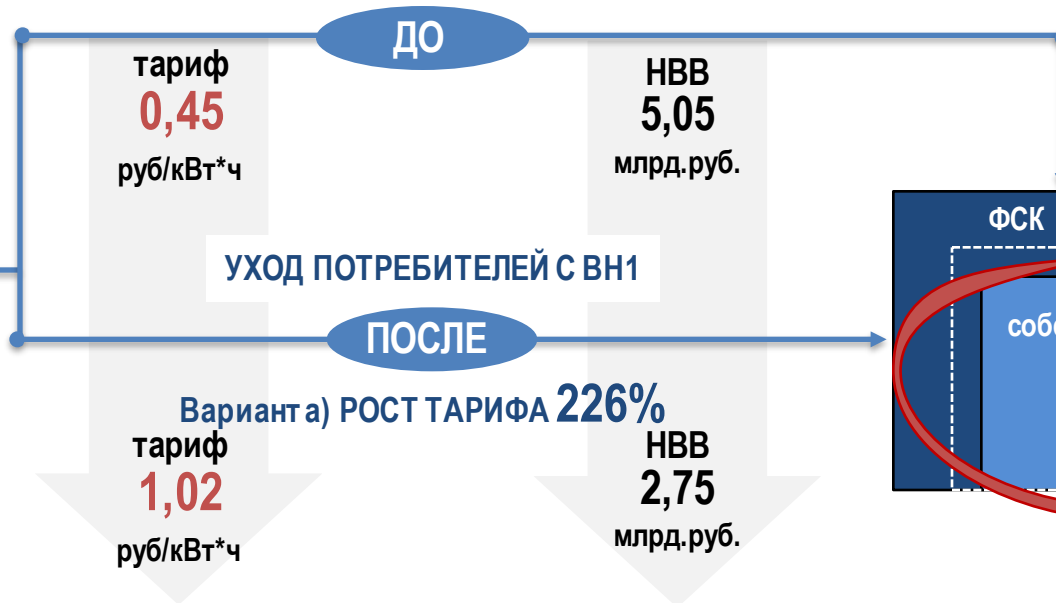 ДО
тариф
0,45
руб/кВт*ч
НВВ
5,05
млрд.руб.
ФСК
УХОД ПОТРЕБИТЕЛЕЙ С ВН1
собе
ПОСЛЕ
Вариант а) РОСТ ТАРИФА 226%
тариф
1,02
руб/кВт*ч
НВВ
2,75
млрд.руб.